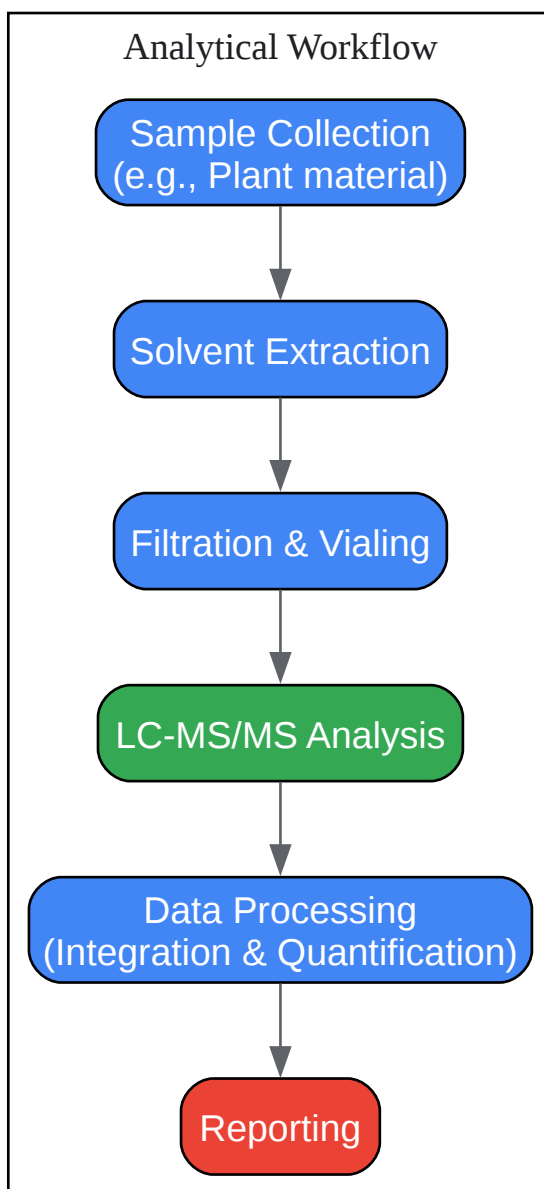 Analytical Workflow
Sample Collection
(e.g., Plant material)
Solvent Extraction
Filtration & Vialing
LC-MS/MS Analysis
Data Processing
(Integration & Quantification)
Reporting